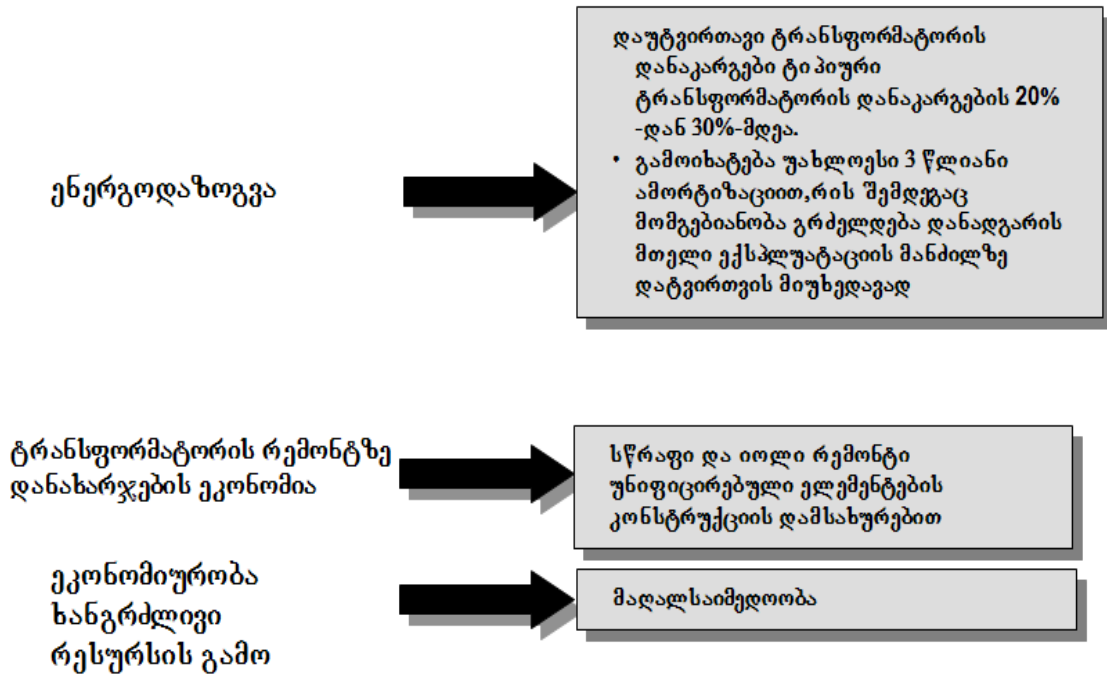 ენერგოდაზოგვა
დაუტვირთავი ტრანსფორმატორის
დანაკარგები ტიპიური
ტრანსფორმატორის დანაკარგების 20%
-დან 30%-მდეა.
• გამოიხატება უახლოესი 3 წლიანი
ამორტიზაციით,რის შემდეგაც
მომგებიანობა გრძელდება დანადგარის
მთელი ექსპლუატაციის მანძილზე
დატვირთვის მიუხედავად
ტრანსფორმატორის რემონტზე
დანახარჯების ეკონომია
სწრაფი და იოლი რემონტი
უნიფიცირებული ელემენტების
კონსტრუქციის დამსახურებით
ეკონომიურობა
ხანგრძლივი
რესურსის გამო
მაღალსაიმედოობა